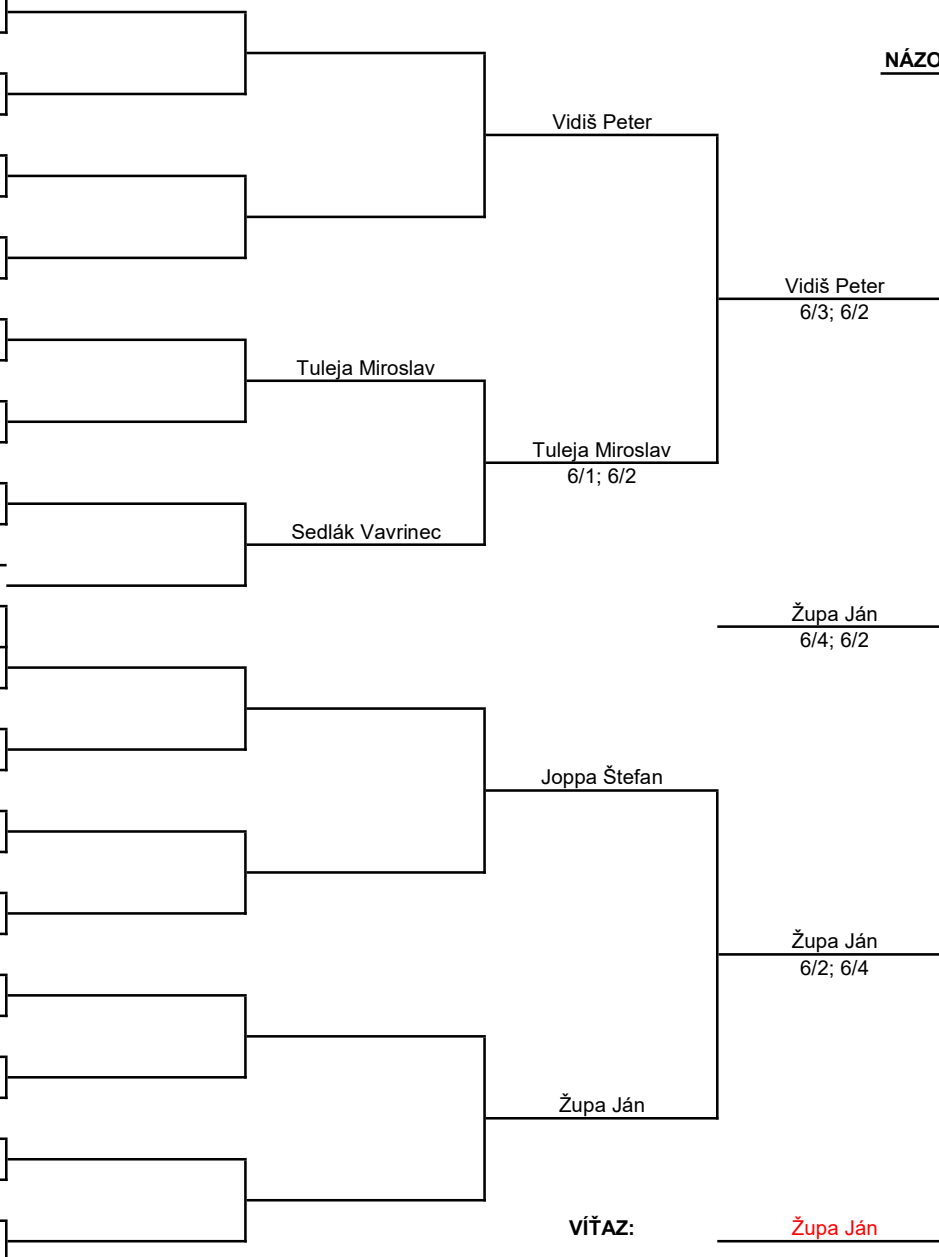 NÁZO
Vidiš Peter
Vidiš Peter
6/3; 6/2
Tuleja Miroslav
Tuleja Miroslav
6/1; 6/2
Sedlák Vavrinec
Župa Ján
6/4; 6/2
Joppa Štefan
Župa Ján
6/2; 6/4
Župa Ján
VÍŤAZ: Župa Ján